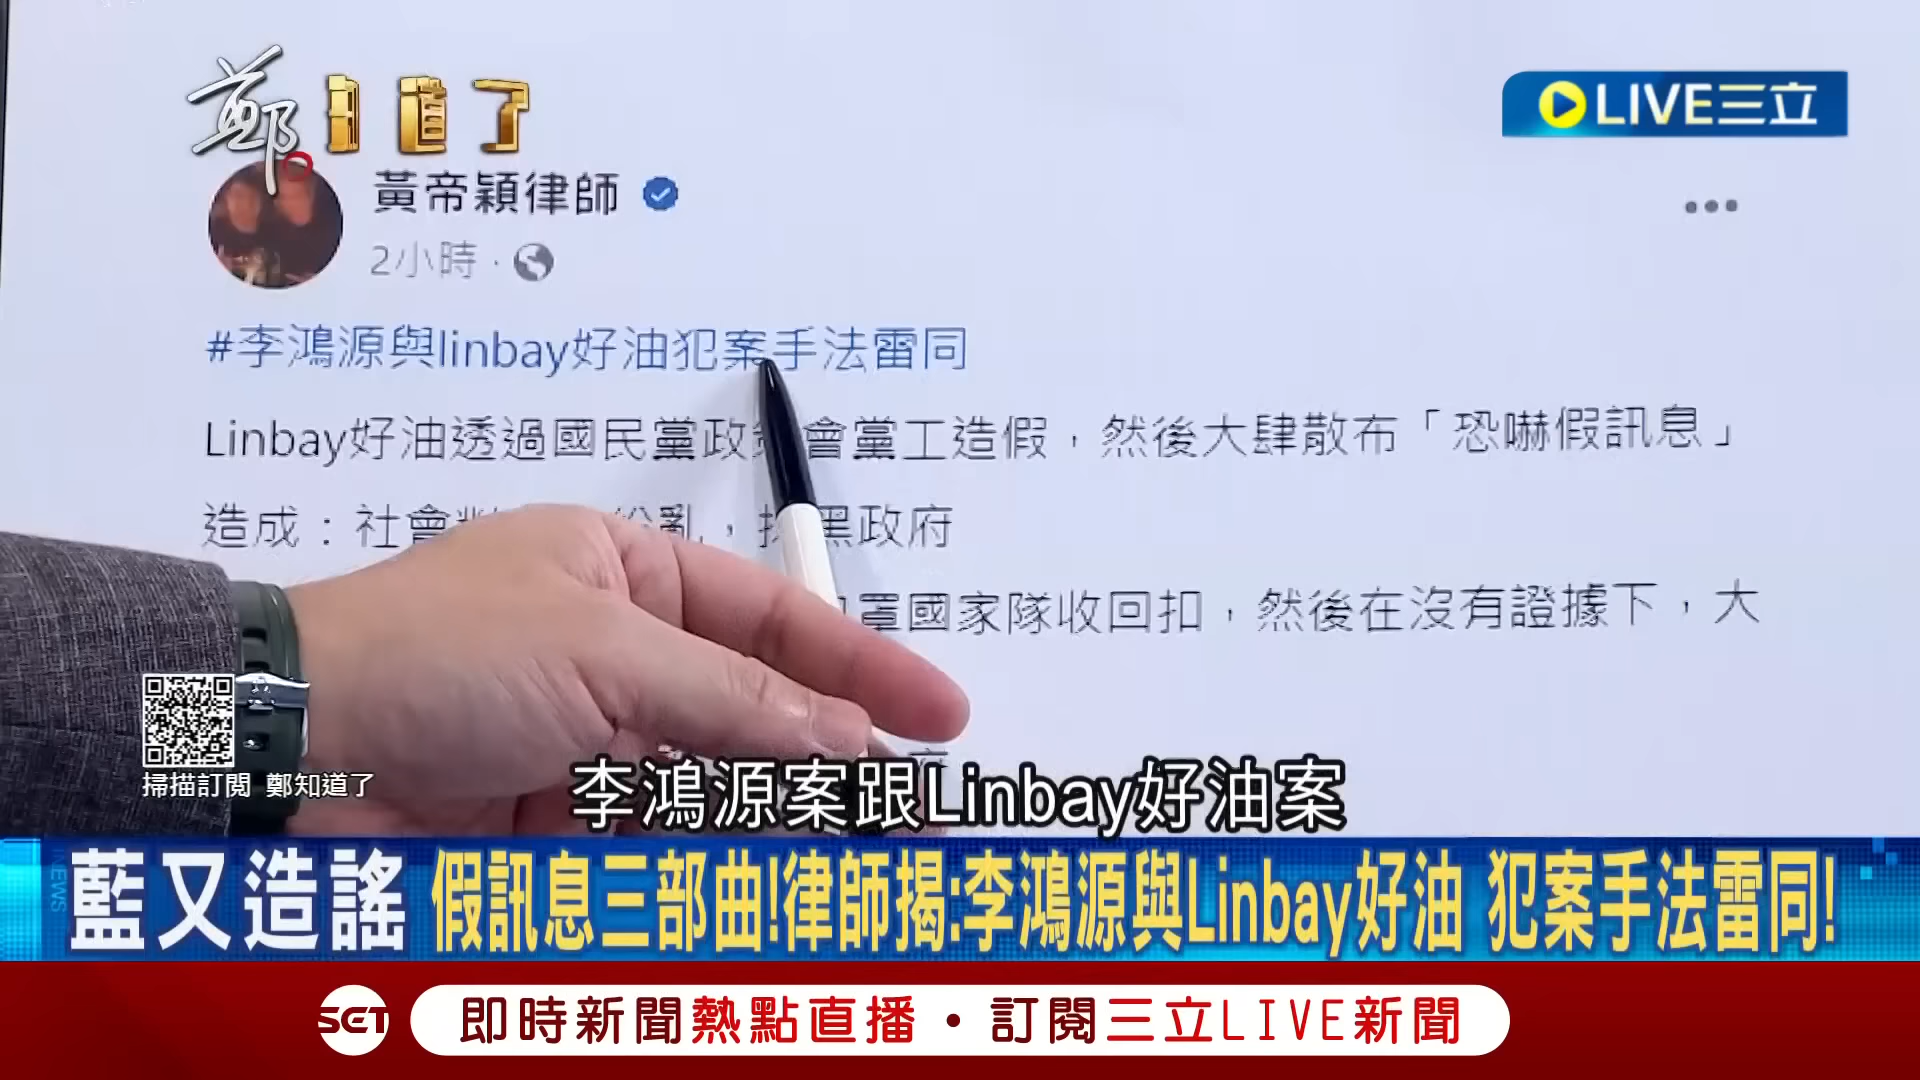 鄭知道了
LIVE三立
黃帝穎律師
2小時
#李鴻源與linbay好油犯案手法雷同
Linbay好油透過國民黨政策會黨工造假，然後大肆散布「恐嚇假訊息」
造成：社會 亂， 黑政府
罩國家隊收回扣，然後在沒有證據下，大
掃描訂閱 鄭知道了
李鴻源案跟Linbay好油案
NEWS
藍又造謠 假訊息三部曲!律師揭:李鴻源與Linbay好油 犯案手法雷同!
SET 即時新聞熱點直播・訂閱三立LIVE新聞